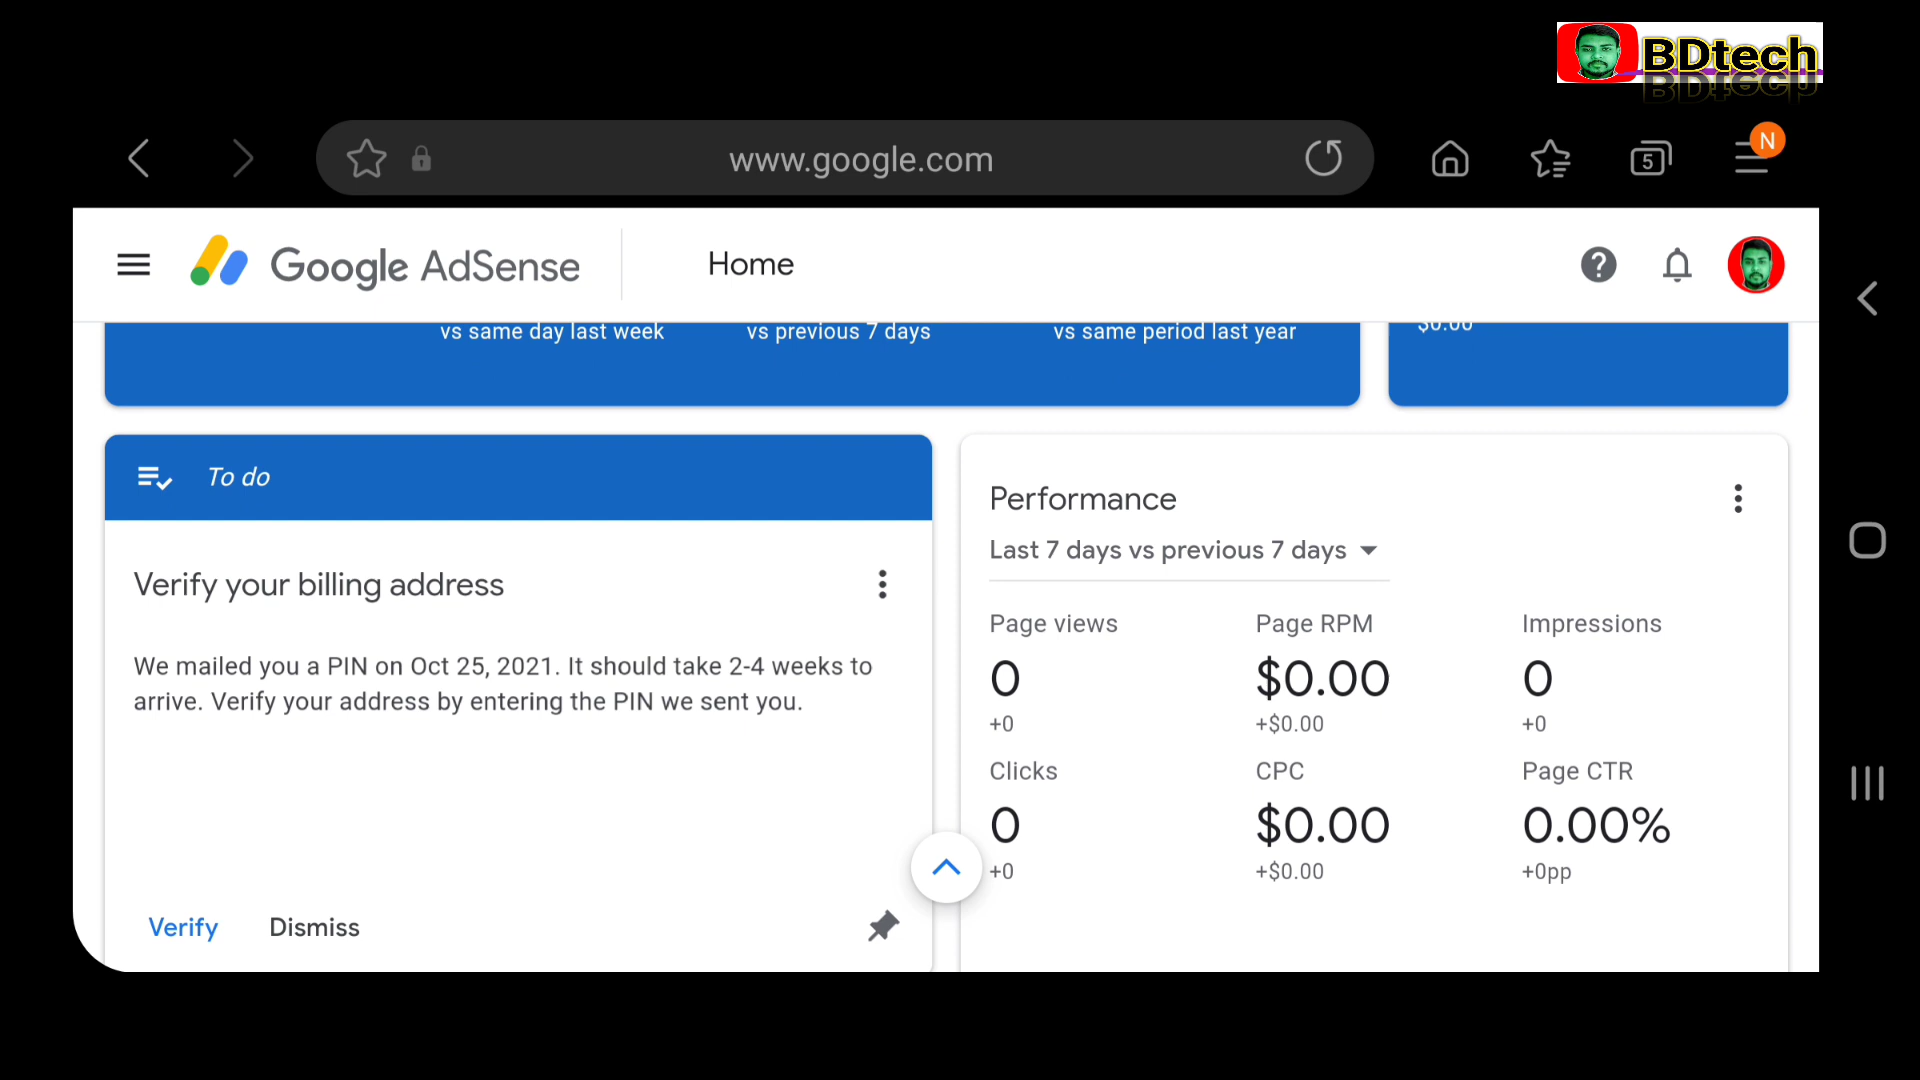 BDtech
www.google.com
5
N
Google AdSense
Home
?
vs same day last week
vs previous 7 days
vs same period last year
$0.00
To do
Verify your billing address
We mailed you a PIN on Oct 25, 2021. It should take 2-4 weeks to
arrive. Verify your address by entering the PIN we sent you.
Verify
Dismiss
Performance
Last 7 days vs previous 7 days
Page views
Page RPM
Impressions
0
$0.00
0
+0
+$0.00
+0
Clicks
CPC
Page CTR
0
$0.00
0.00%
+0
+$0.00
+0pp